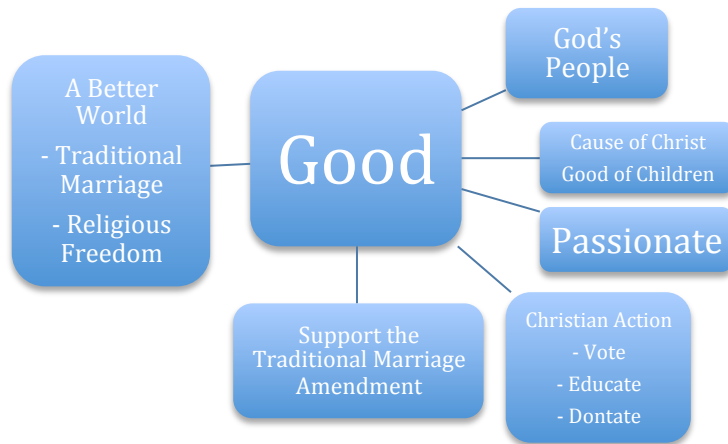 God's
People
A Better
World
- Traditional
Marriage
- Religious
Freedom
Good
Cause of Christ
Good of Children
Passionate
Support the
Traditional Marriage
Amendment
Christian Action
- Vote
- Educate
- Dontate